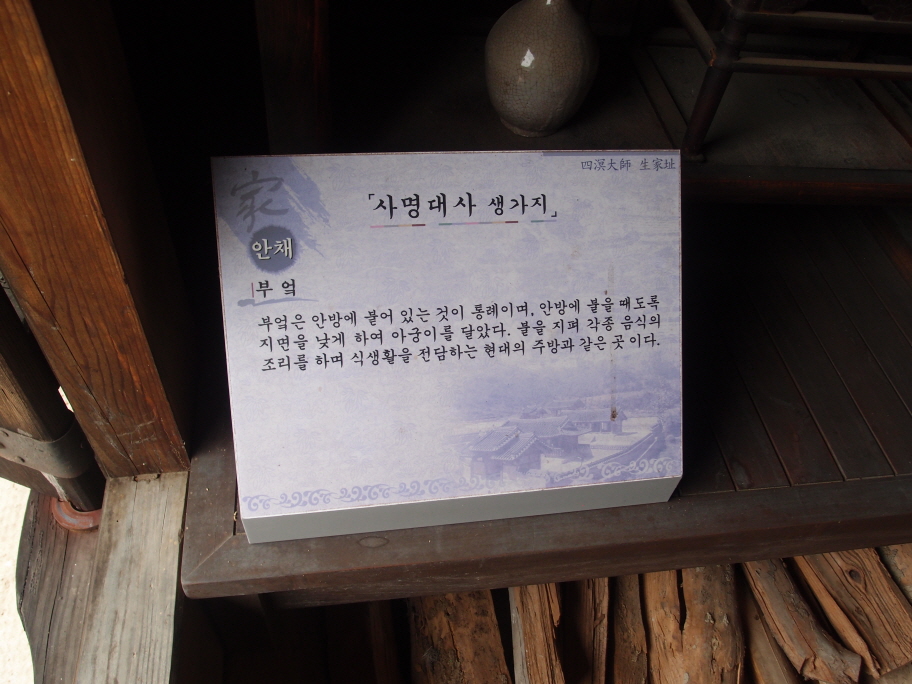 四溟大師 生家址
家
「사명대사 생가지」
안채
부엌
부엌은 안방에 붙어 있는 것이 통례이며, 안방에 불을 때도록
지면을 낮게 하여 아궁이를 달았다. 불을 지펴 각종 음식의
조리를 하며 식생활을 전담하는 현대의 주방과 같은 곳이다.